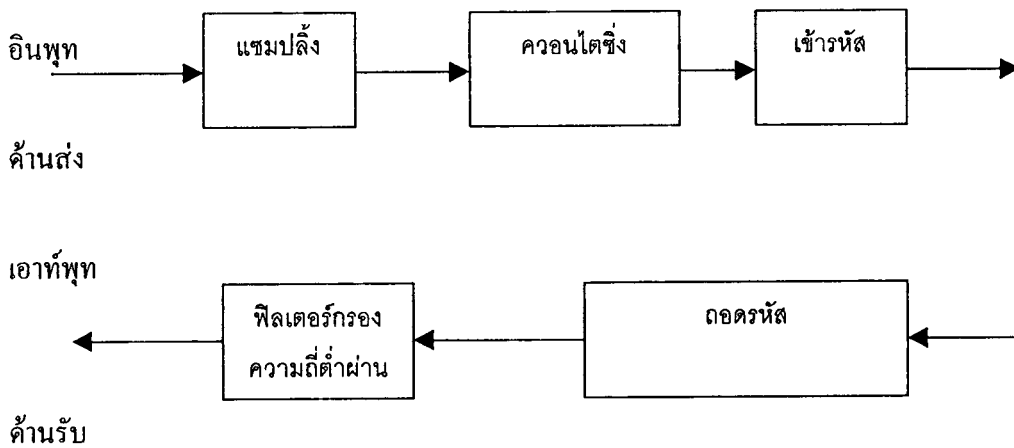 อินพุท
แซมปลิ้ง
ควอนไตซิ่ง
เข้ารหัส
ด้านส่ง
เอาท์พุท
ฟิลเตอร์กรอง
ความถี่ต่ำผ่าน
ถอดรหัส
ด้านรับ